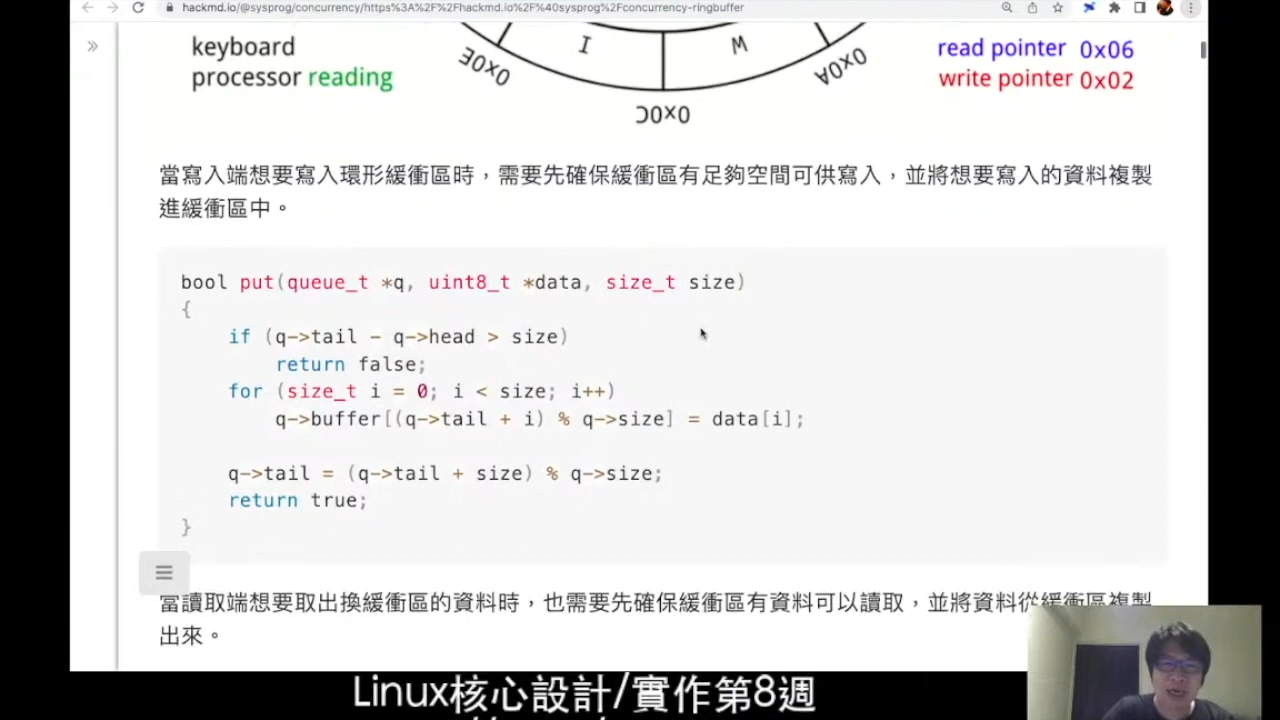 hackmd.io/@sysprog/concurrency/https%3A%2F%2Fhackmd.io%2F%40sysprog%2Fconcurrency-ringbuffer
keyboard
processor reading
0x0E
I
0x0C
W
0x0A
read pointer 0x06
write pointer 0x02
當寫入端想要寫入環形緩衝區時，需要先確保緩衝區有足夠空間可供寫入，並將想要寫入的資料複製
進緩衝區中。
bool put(queue_t *q, uint8_t *data, size_t size)
{
if (q->tail - q->head > size)
return false;
for (size_t i = 0; i < size; i++)
q->buffer[(q->tail + i) % q->size] = data[i];
q->tail = (q->tail + size) % q->size;
return true;
}
當讀取端想要取出換緩衝區的資料時，也需要先確保緩衝區有資料可以讀取，並將資料從緩衝區複製
出來。
Linux核心設計/實作第8週